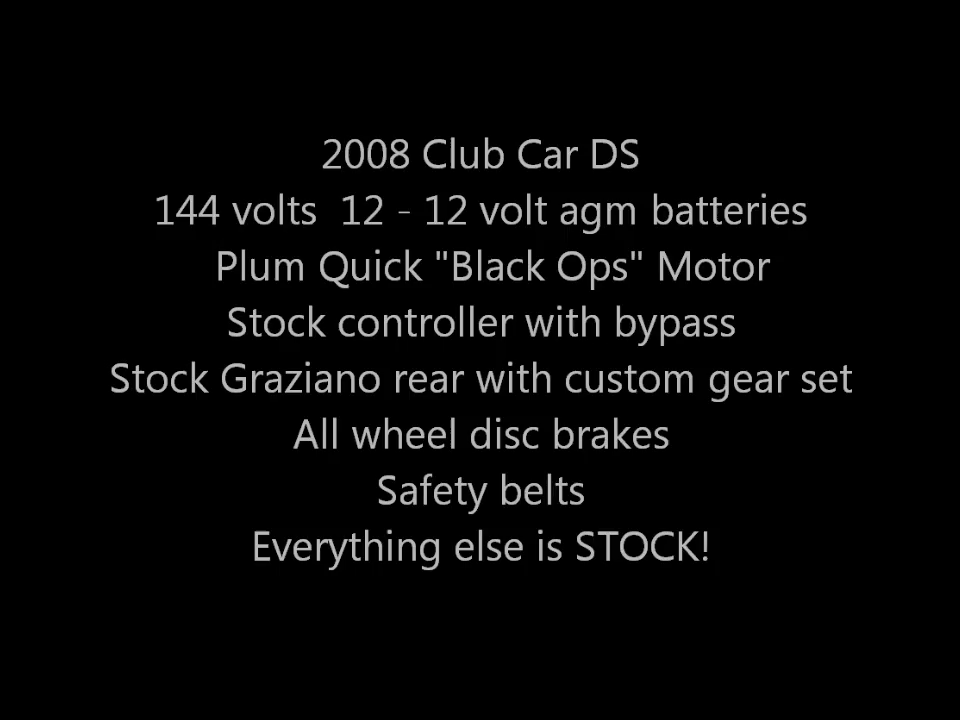 2008 Club Car DS
144 volts  12 - 12 volt agm batteries
Plum Quick "Black Ops" Motor
Stock controller with bypass
Stock Graziano rear with custom gear set
All wheel disc brakes
Safety belts
Everything else is STOCK!